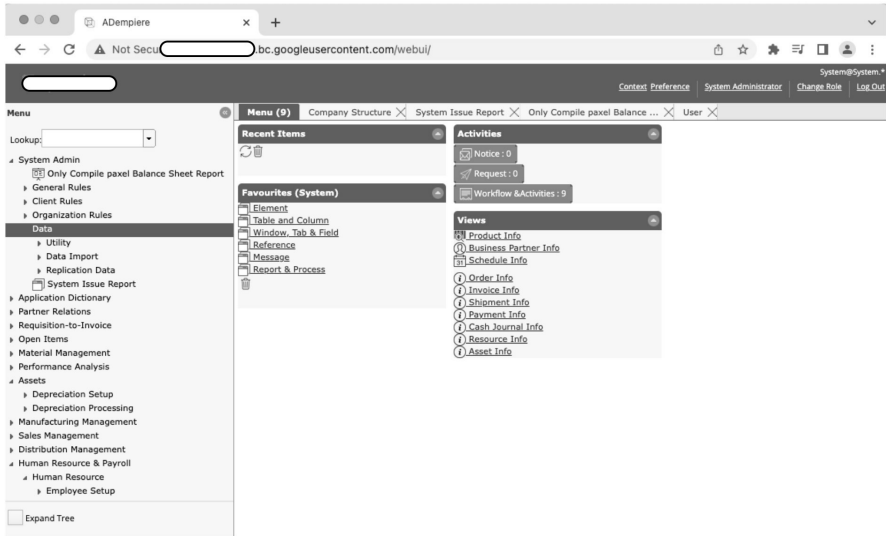 ADempiere
Not Secu
.bc.googleusercontent.com/webui/
System@System.*
Context Preference
System Administrator
Change Role
Log Out
Menu
Lookup:
System Admin
Only Compile paxel Balance Sheet Report
General Rules
Client Rules
Organization Rules
Data
Utility
Data Import
Replication Data
System Issue Report
Application Dictionary
Partner Relations
Requisition-to-Invoice
Open Items
Material Management
Performance Analysis
Assets
Depreciation Setup
Depreciation Processing
Manufacturing Management
Sales Management
Distribution Management
Human Resource & Payroll
Human Resource
Employee Setup
Expand Tree
Menu (9)
Company Structure
System Issue Report
Only Compile paxel Balance ...
User
Recent Items
Favourites (System)
Element
Table and Column
Window, Tab & Field
Reference
Message
Report & Process
Activities
Notice : 0
Request : 0
Workflow &Activities : 9
Views
Product Info
Business Partner Info
31
Schedule Info
Order Info
Invoice Info
Shipment Info
Payment Info
Cash Journal Info
Resource Info
Asset Info